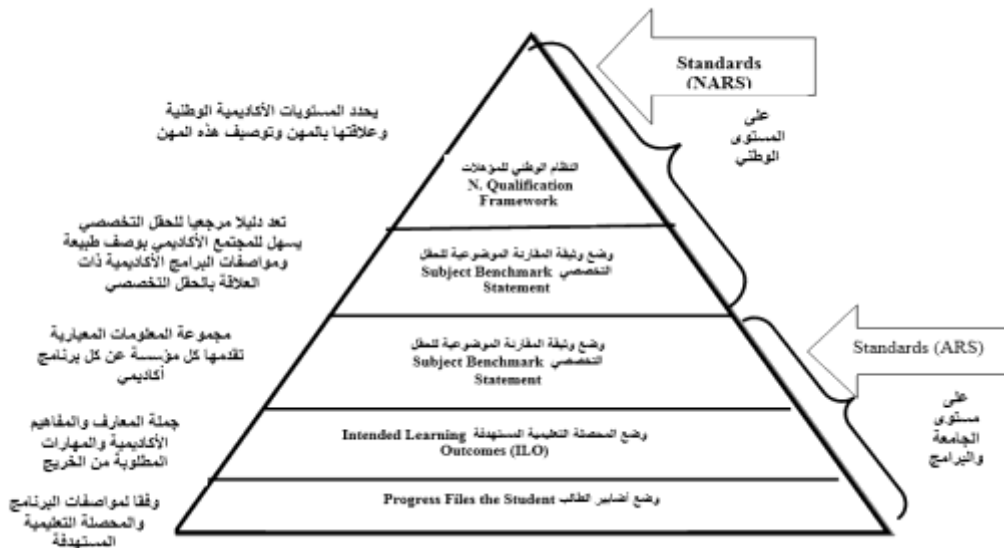 Standards
(NARS)
على
المستوى
الوطني
يحدد المستويات الأكاديمية الوطنية
وعلاقتها بالمهن وتوصيف هذه المهن
النظام الوطني للمؤهلات
N. Qualification
Framework
تعد دليلا مرجعيا للحقل التخصصي
يسهل للمجتمع الأكاديمي بوصف طبيعة
ومواصفات البرامج الأكاديمية ذات
العلاقة بالحقل التخصصي
وضع وثيقة المقارنة الموضوعية للحقل
التخصصي Subject Benchmark
Statement
مجموعة المعلومات المعيارية
تقدمها كل مؤسسة عن كل برنامج
أكاديمي
وضع وثيقة المقارنة الموضوعية للحقل
التخصصي Subject Benchmark
Statement
Standards (ARS)
على
مستوى
الجامعة
والبرامج
جملة المعارف والمفاهيم
الأكاديمية والمهارات
المطلوبة من الخريج
وضع المحصلة التعليمية المستهدفة Intended Learning
Outcomes (ILO)
وفقا لمواصفات البرنامج
والمحصلة التعليمية
المستهدفة
وضع أضابير الطالب Progress Files the Student